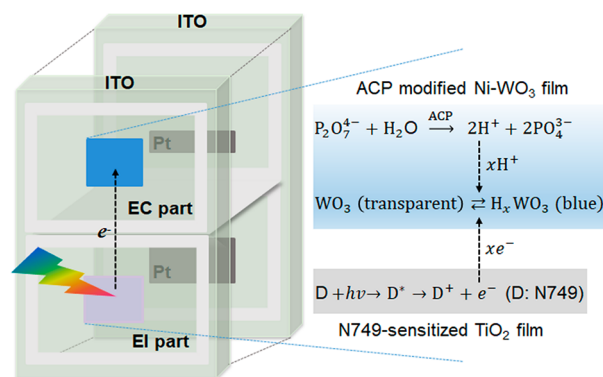 ITO
ITO
Pt
EC part
e⁻
Pt
EI part
ACP modified Ni-WO₃ film
P₂O₇⁴⁻ + H₂O ACP⟶ 2H⁺ + 2PO₄³⁻
xH⁺
WO₃ (transparent) ⇄ HₓWO₃ (blue)
xe⁻
D + hν → D* → D⁺ + e⁻ (D: N749)
N749-sensitized TiO₂ film